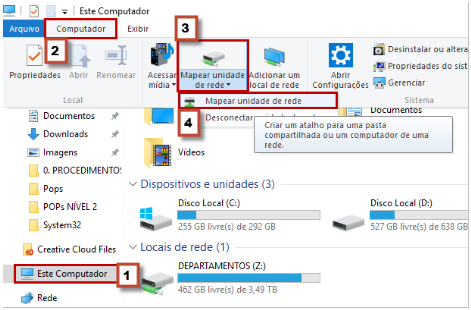 Este Computador
Arquivo
Computador
Exibir
3
2
Propriedades
Abrir
Renomear
Acessar
mídia
Mapear unidade
de rede
Adicionar um
local de rede
Abrir
Configurações
Desinstalar ou altera
Propriedades do sist
Gerenciar
Local
Sistema
Mapear unidade de rede
4
Criar um atalho para uma pasta
compartilhada ou um computador de uma
rede.
Documentos
Documentos
Downloads
Imagens
0. PROCEDIMENTOS
Pops
POPs NÍVEL 2
System32
Creative Cloud Files
Este Computador
1
Rede
Vídeos
Dispositivos e unidades (3)
Disco Local (C:)
255 GB livre(s) de 292 GB
Disco Local (D:)
527 GB livre(s) de 638 GB
Locais de rede (1)
DEPARTAMENTOS (Z:)
462 GB livre(s) de 3,49 TB